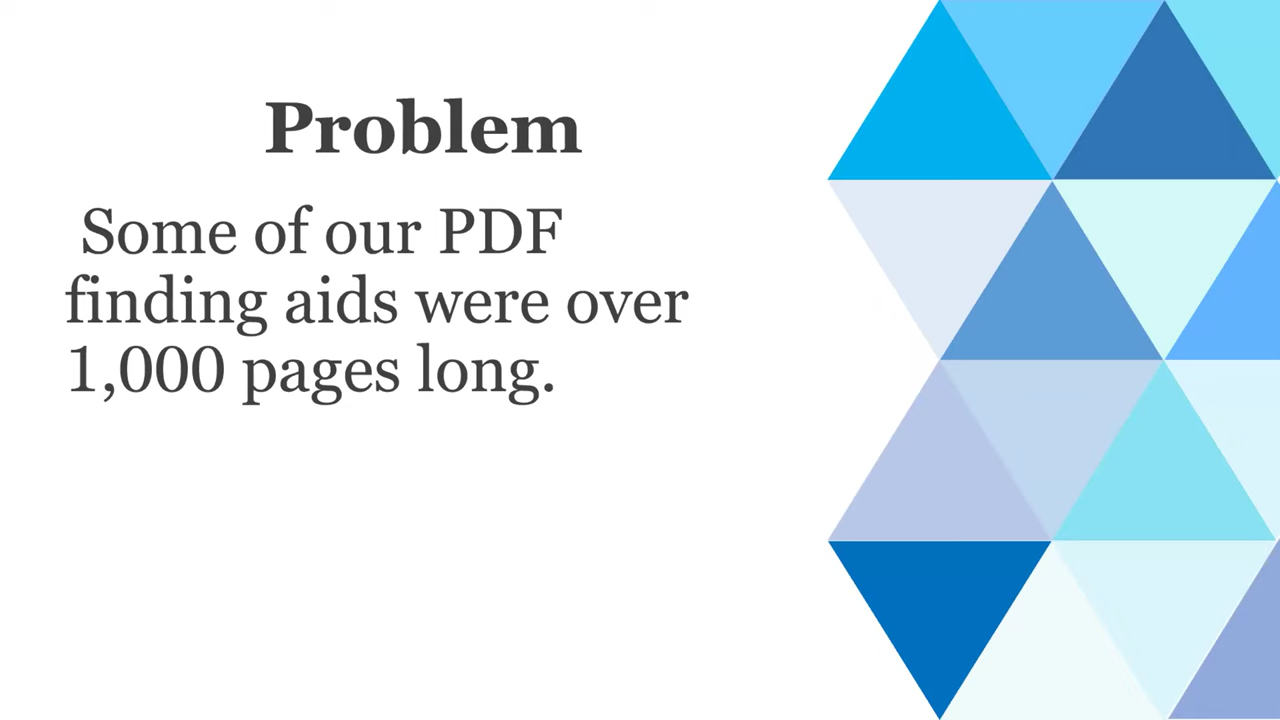 Problem
Some of our PDF
finding aids were over
1,000 pages long.